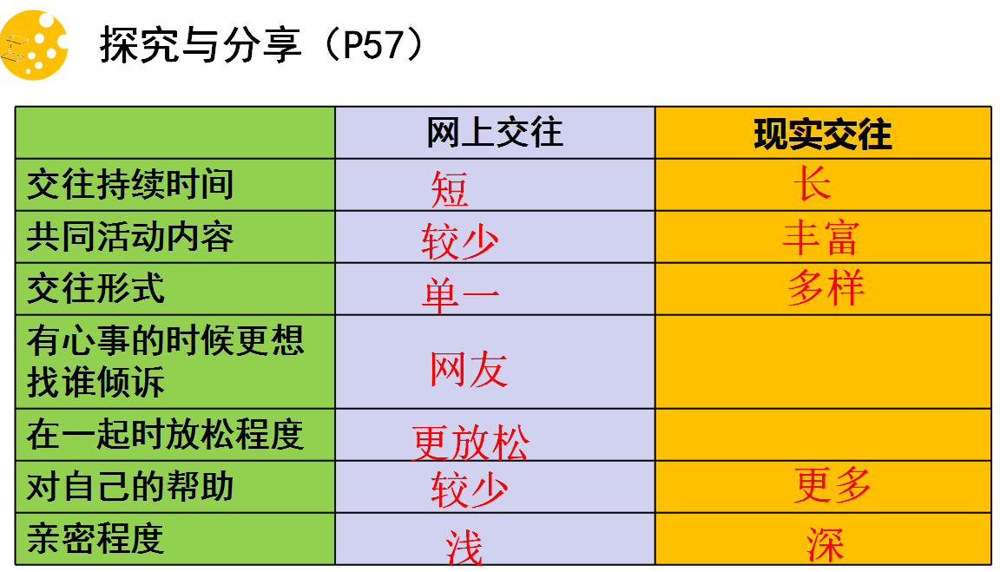 探究与分享（P57）
网上交往 现实交往
交往持续时间 短 长
共同活动内容 较少 丰富
交往形式 单一 多样
有心事的时候更想
找谁倾诉 网友
在一起时放松程度 更放松
对自己的帮助 较少 更多
亲密程度 浅 深